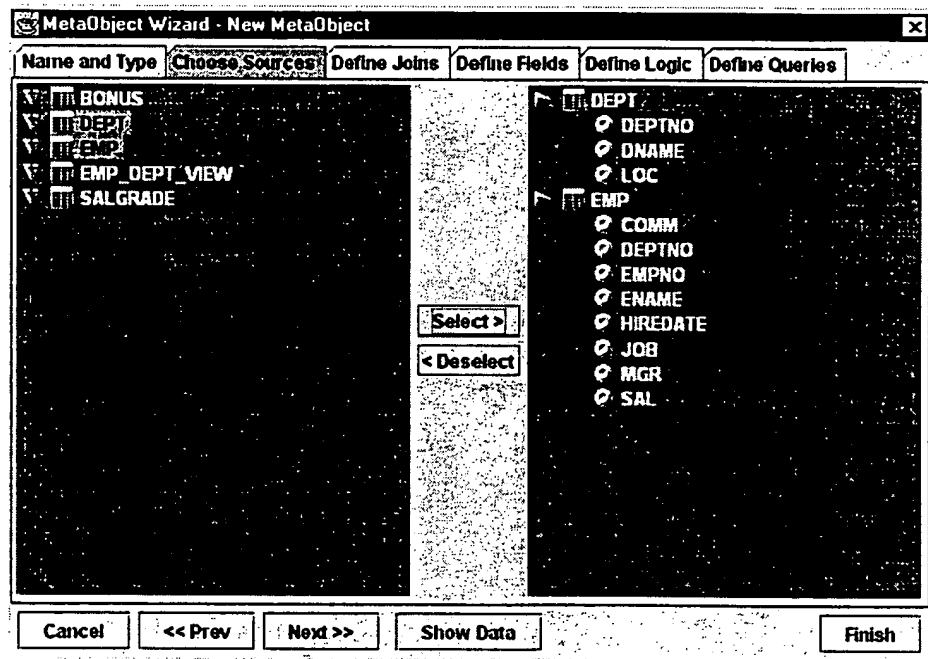 MetaObject Wizard - New MetaObject
Name and Type Choose Sources Define Joins Define Fields Define Logic Define Queries
BONUS
DEPT
EMP
EMP_DEPT_VIEW
SALGRADE
Select >
< Deselect
DEPT
DEPTNO
DNAME
LOC
EMP
COMM
DEPTNO
EMPNO
ENAME
HIREDATE
JOB
MGR
SAL
Cancel << Prev Next >> Show Data Finish